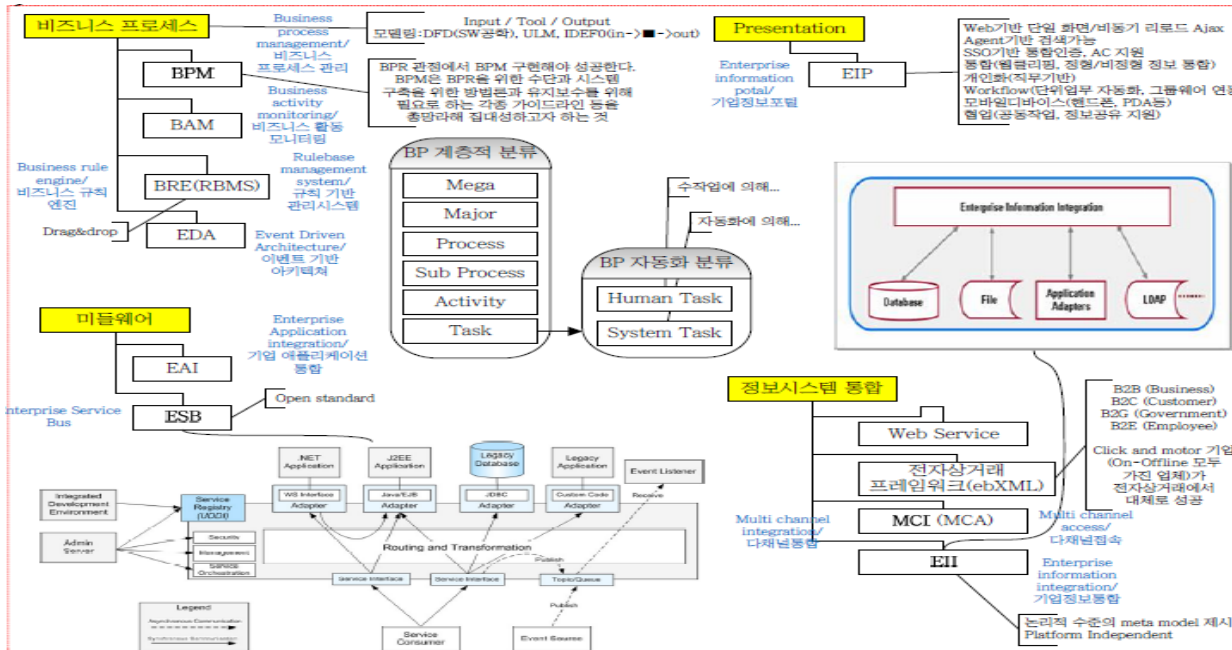 비즈니스 프로세스
Business
process
management/
비즈니스
프로세스 관리
BPM
Input / Tool / Output
모델링:DFD(SW공학), ULM, IDEF0(in->■->out)
BPR 관점에서 BPM 구현해야 성공한다.
BPM은 BPR을 위한 수단과 시스템
구축을 위한 방법론과 유지보수를 위해
필요로 하는 각종 가이드라인 등을
총망라해 집대성하고자 하는 것
Business
activity
monitoring/
비즈니스 활동
모니터링
BAM
Business rule
engine/
비즈니스 규칙
엔진
BRE(RBMS)
Rulebase
management
system/
규칙 기반
관리시스템
Drag&drop
EDA
Event Driven
Architecture/
이벤트 기반
아키텍쳐
BP 계층적 분류
Mega
Major
Process
Sub Process
Activity
Task
수작업에 의해...
자동화에 의해...
BP 자동화 분류
Human Task
System Task
Presentation
Enterprise
information
potal/
기업정보포털
EIP
Web기반 단일 화면/비동기 리로드 Ajax
Agent기반 검색가능
SSO기반 통합인증, AC 지원
통합(웹클리핑, 정형/비정형 정보 통합)
개인화(직무기반)
Workflow(단위업무 자동화, 그룹웨어 연동
모바일디바이스(핸드폰, PDA등)
협업(공동작업, 정보공유 지원)
Enterprise Information Integration
Database
File
Application
Adapters
LDAP
미들웨어
Enterprise
Application
integration/
기업 애플리케이션
통합
EAI
nterprise Service
Bus
ESB
Open standard
.NET
Application
J2EE
Application
Legacy
Database
Legacy
Application
Event Listener
Integrated
Development
Environment
Service
Registry
(UDDI)
WS Interface
Adapter
Java/EJB
Adapter
JDBC
Adapter
Custom Code
Adapter
Receive
Admin
Server
Security
Management
Service
Orchestration
Routing and Transformation
Publish
Service Interface
Service Interface
Topic/Queue
Publish
Legend
Asynchronous Communication
Synchronous Communication
Service
Consumer
Event Source
정보시스템 통합
Web Service
전자상거래
프레임워크(ebXML)
B2B (Business)
B2C (Customer)
B2G (Government)
B2E (Employee)
Click and motor 기업
(On-Offline 모두
가진 업체)가
전자상거래에서
대체로 성공
Multi channel
integration/
다채널통합
MCI (MCA)
Multi channel
access/
다채널접속
EII
Enterprise
information
integration/
기업정보통합
논리적 수준의 meta model 제시
Platform Independent